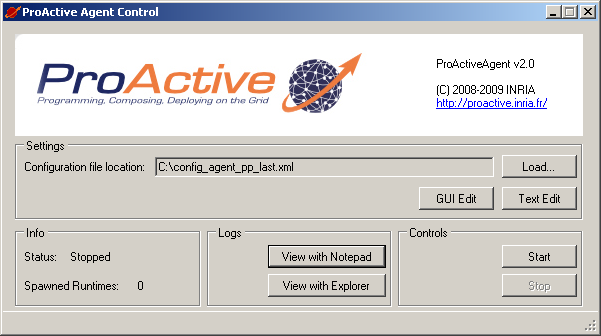 ProActive Agent Control
ProActive
Programming, Composing, Deploying on the Grid
ProActiveAgent v2.0
(C) 2008-2009 INRIA
http://proactive.inria.fr/
Settings
Configuration file location: C:\config_agent_pp_last.xml Load...
GUI Edit Text Edit
Info
Status: Stopped
Spawned Runtimes: 0
Logs
View with Notepad
View with Explorer
Controls
Start
Stop